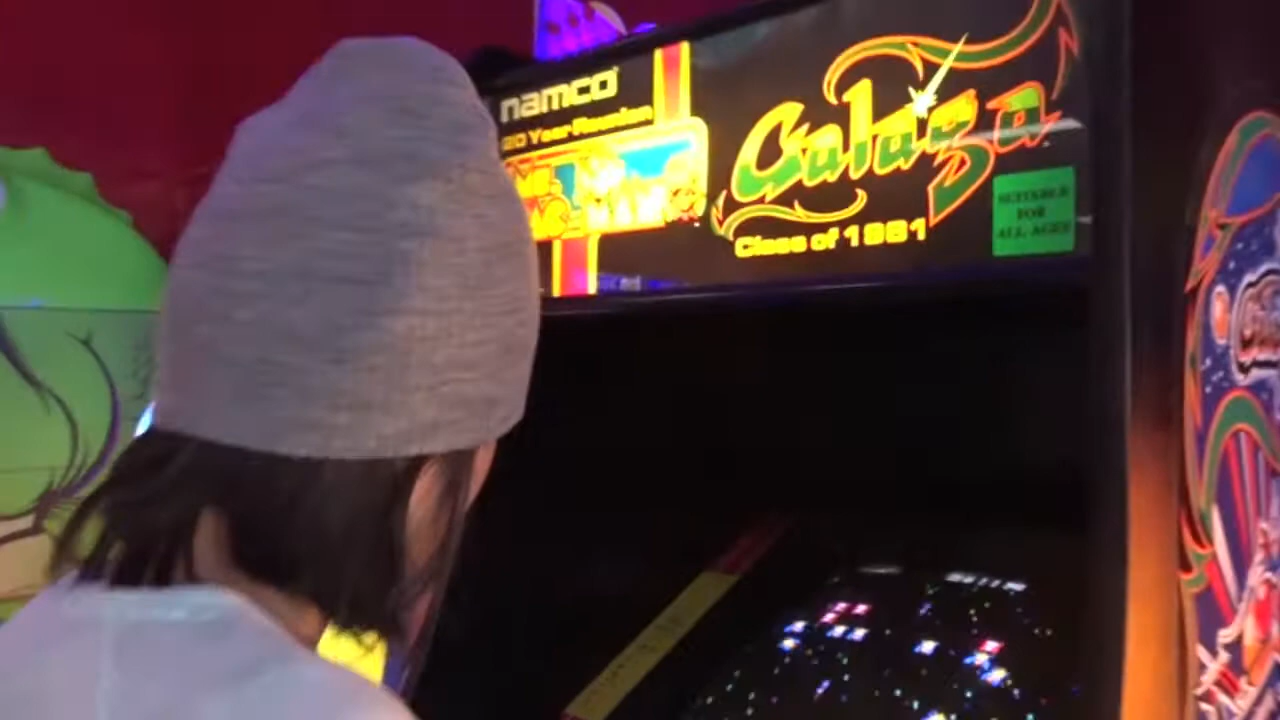 namco
20 Year Reunion
Galaga
Class of 1981
SUITABLE
FOR
ALL AGES